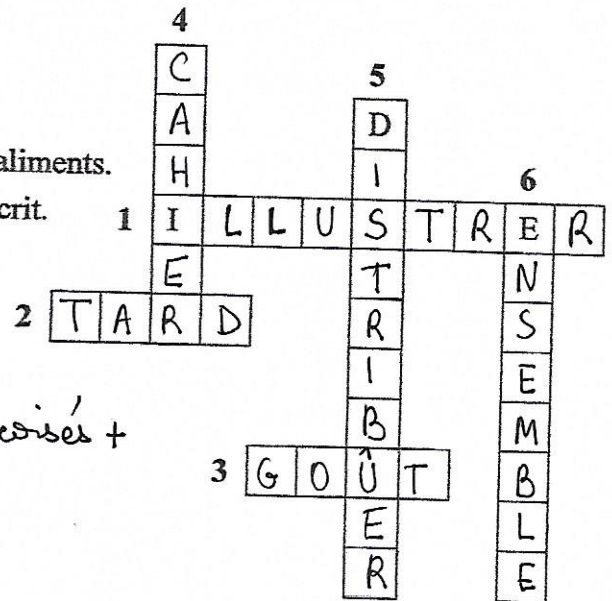 4
C
5
A
D
aliments.
H
I
6
crit.
1 I L L U S T R E R
E
T
N
2 T A R D
R
S
I
E
croisés +
B
M
3 G O Û T
B
E
L
R
E